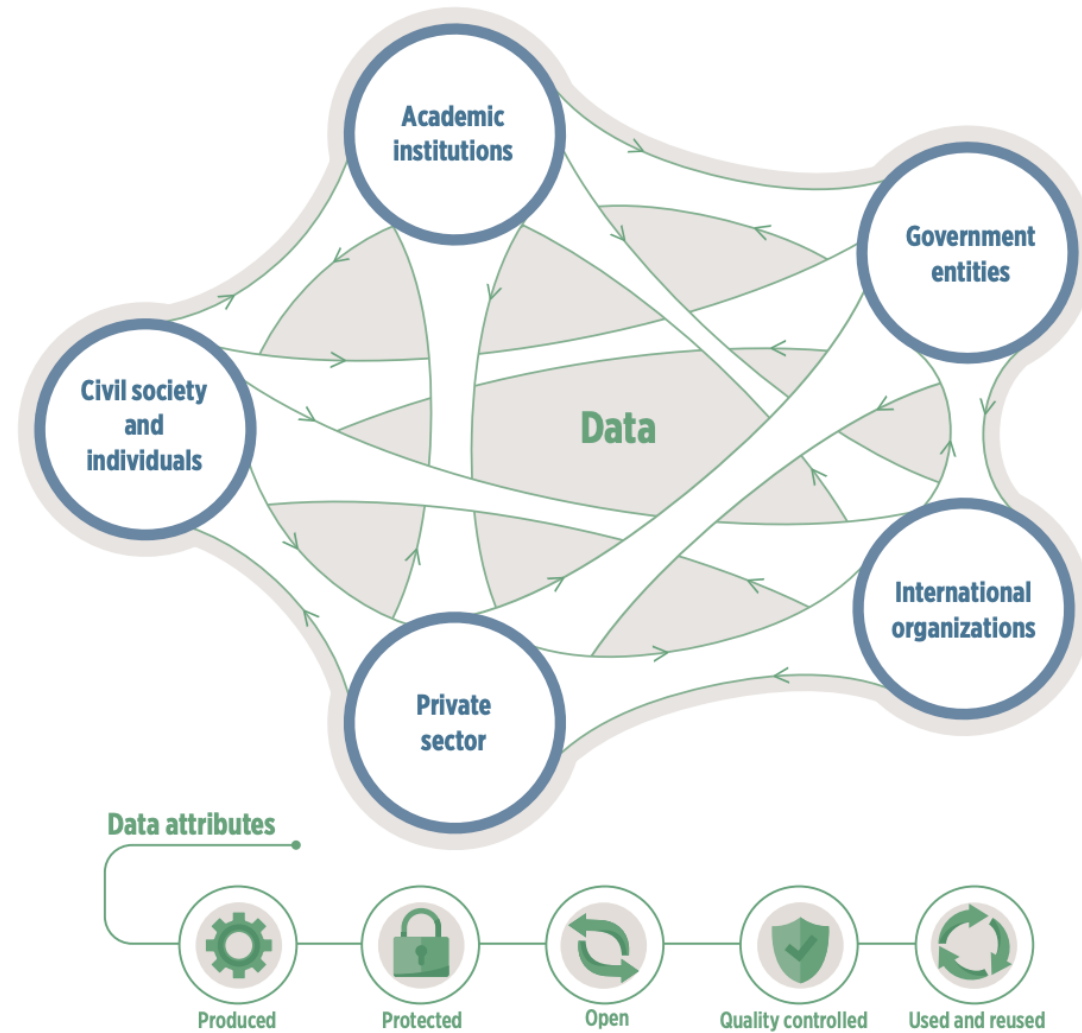 Academic
institutions
Government
entities
Civil society
and
individuals
Data
International
organizations
Private
sector
Data attributes
Produced
Protected
Open
Quality controlled
Used and reused